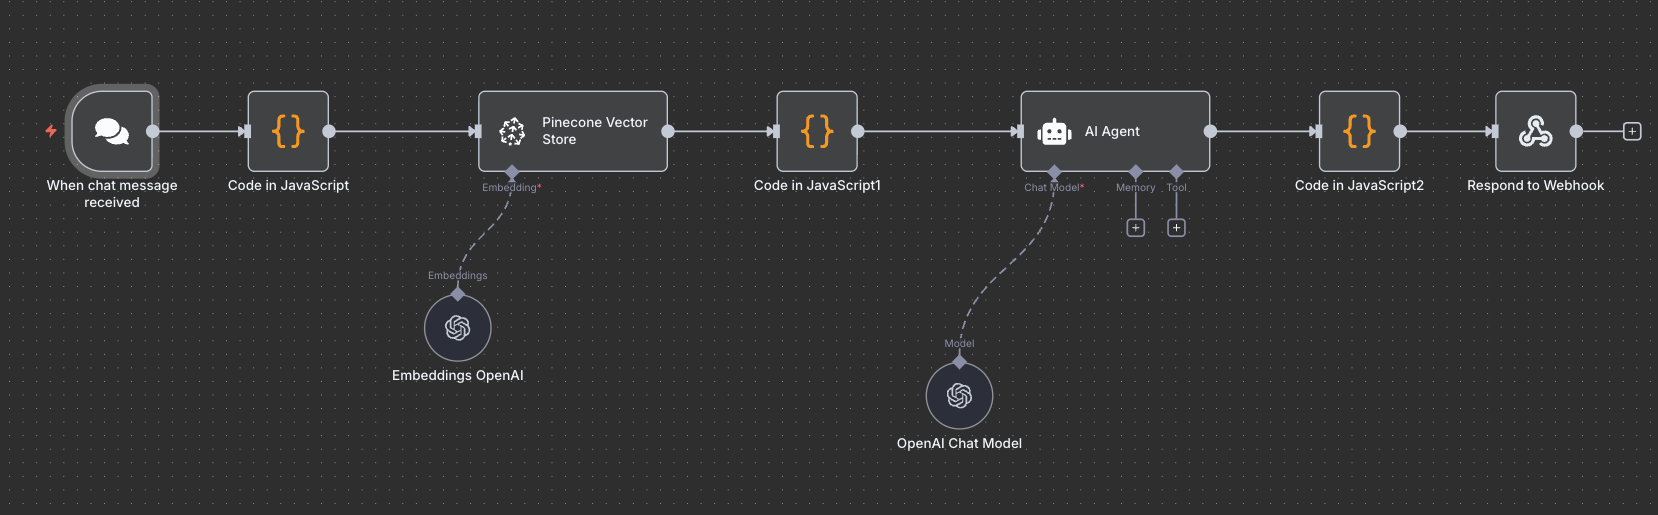 When chat message
received
Code in JavaScript
Pinecone Vector
Store
Embedding*
Embeddings
Embeddings OpenAI
Code in JavaScript1
AI Agent
Chat Model*
Memory
Tool
Model
OpenAI Chat Model
Code in JavaScript2
Respond to Webhook